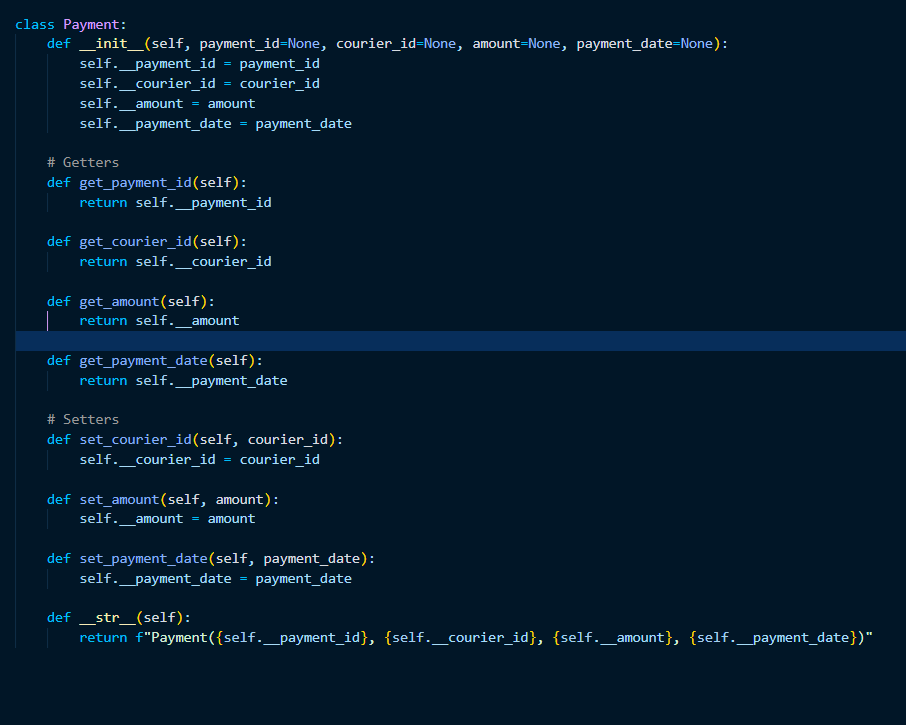 class Payment:
    def __init__(self, payment_id=None, courier_id=None, amount=None, payment_date=None):
        self.__payment_id = payment_id
        self.__courier_id = courier_id
        self.__amount = amount
        self.__payment_date = payment_date

    # Getters
    def get_payment_id(self):
        return self.__payment_id

    def get_courier_id(self):
        return self.__courier_id

    def get_amount(self):
        return self.__amount

    def get_payment_date(self):
        return self.__payment_date

    # Setters
    def set_courier_id(self, courier_id):
        self.__courier_id = courier_id

    def set_amount(self, amount):
        self.__amount = amount

    def set_payment_date(self, payment_date):
        self.__payment_date = payment_date

    def __str__(self):
        return f"Payment({self.__payment_id}, {self.__courier_id}, {self.__amount}, {self.__payment_date})"